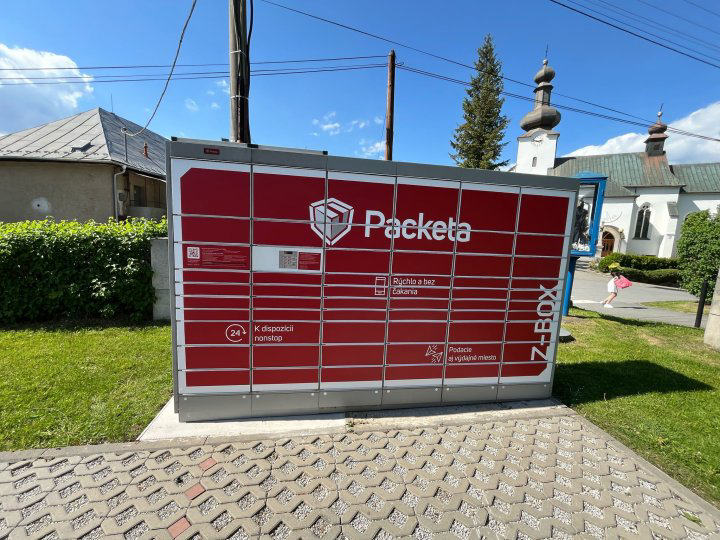 Packeta
Rýchlo a bez
čakania
24
K dispozícii
nonstop
Podacie
aj výdajné miesto
Z-BOX